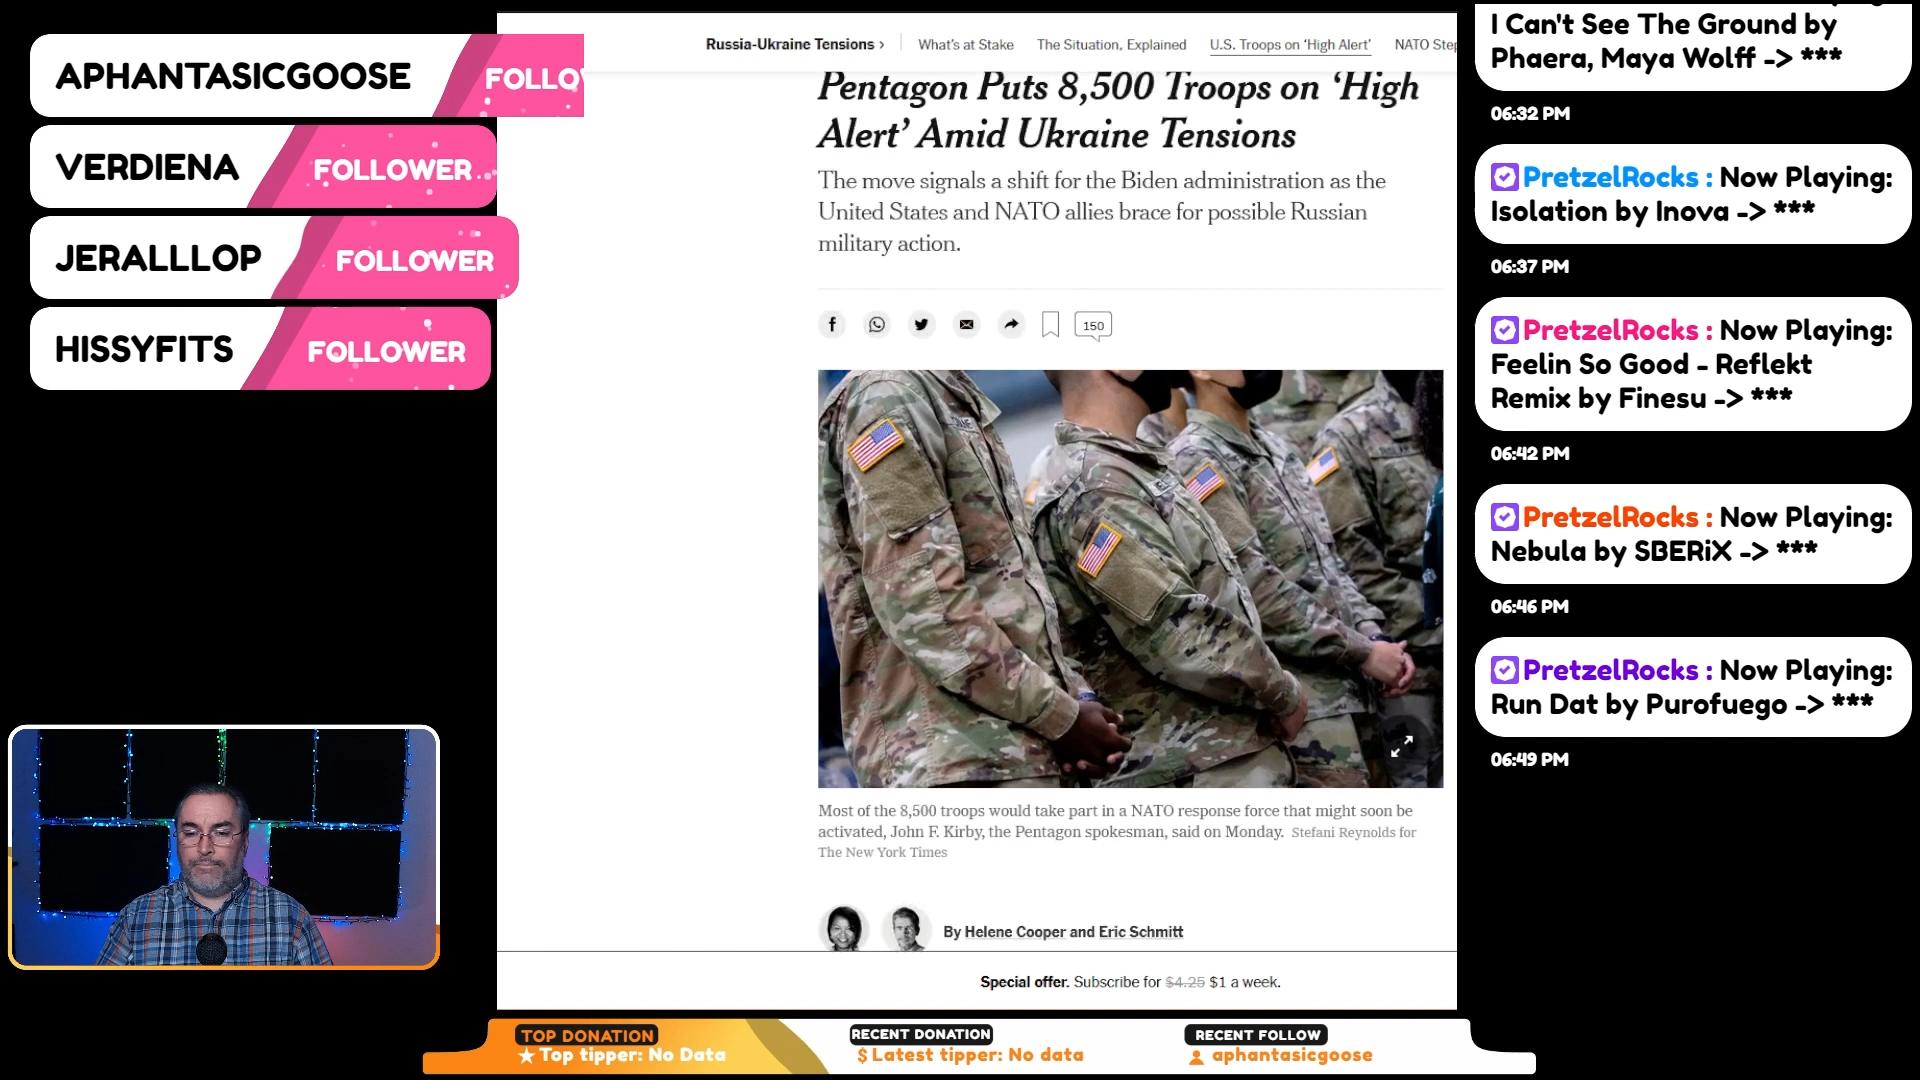 APHANTASICGOOSE
FOLLO
VERDIENA
FOLLOWER
JERALLLOP
FOLLOWER
HISSYFITS
FOLLOWER
Russia-Ukraine Tensions ›
What's at Stake
The Situation, Explained
U.S. Troops on 'High Alert'
NATO Step
Pentagon Puts 8,500 Troops on 'High
Alert' Amid Ukraine Tensions
The move signals a shift for the Biden administration as the
United States and NATO allies brace for possible Russian
military action.
150
Most of the 8,500 troops would take part in a NATO response force that might soon be
activated, John F. Kirby, the Pentagon spokesman, said on Monday. Stefani Reynolds for
The New York Times
By Helene Cooper and Eric Schmitt
Special offer. Subscribe for $4.25 $1 a week.
I Can't See The Ground by
Phaera, Maya Wolff -> ***
06:32 PM
PretzelRocks : Now Playing:
Isolation by Inova -> ***
06:37 PM
PretzelRocks : Now Playing:
Feelin So Good - Reflekt
Remix by Finesu -> ***
06:42 PM
PretzelRocks : Now Playing:
Nebula by SBERiX -> ***
06:46 PM
PretzelRocks : Now Playing:
Run Dat by Purofuego -> ***
06:49 PM
TOP DONATION
Top tipper: No Data
RECENT DONATION
$ Latest tipper: No data
RECENT FOLLOW
aphantasicgoose